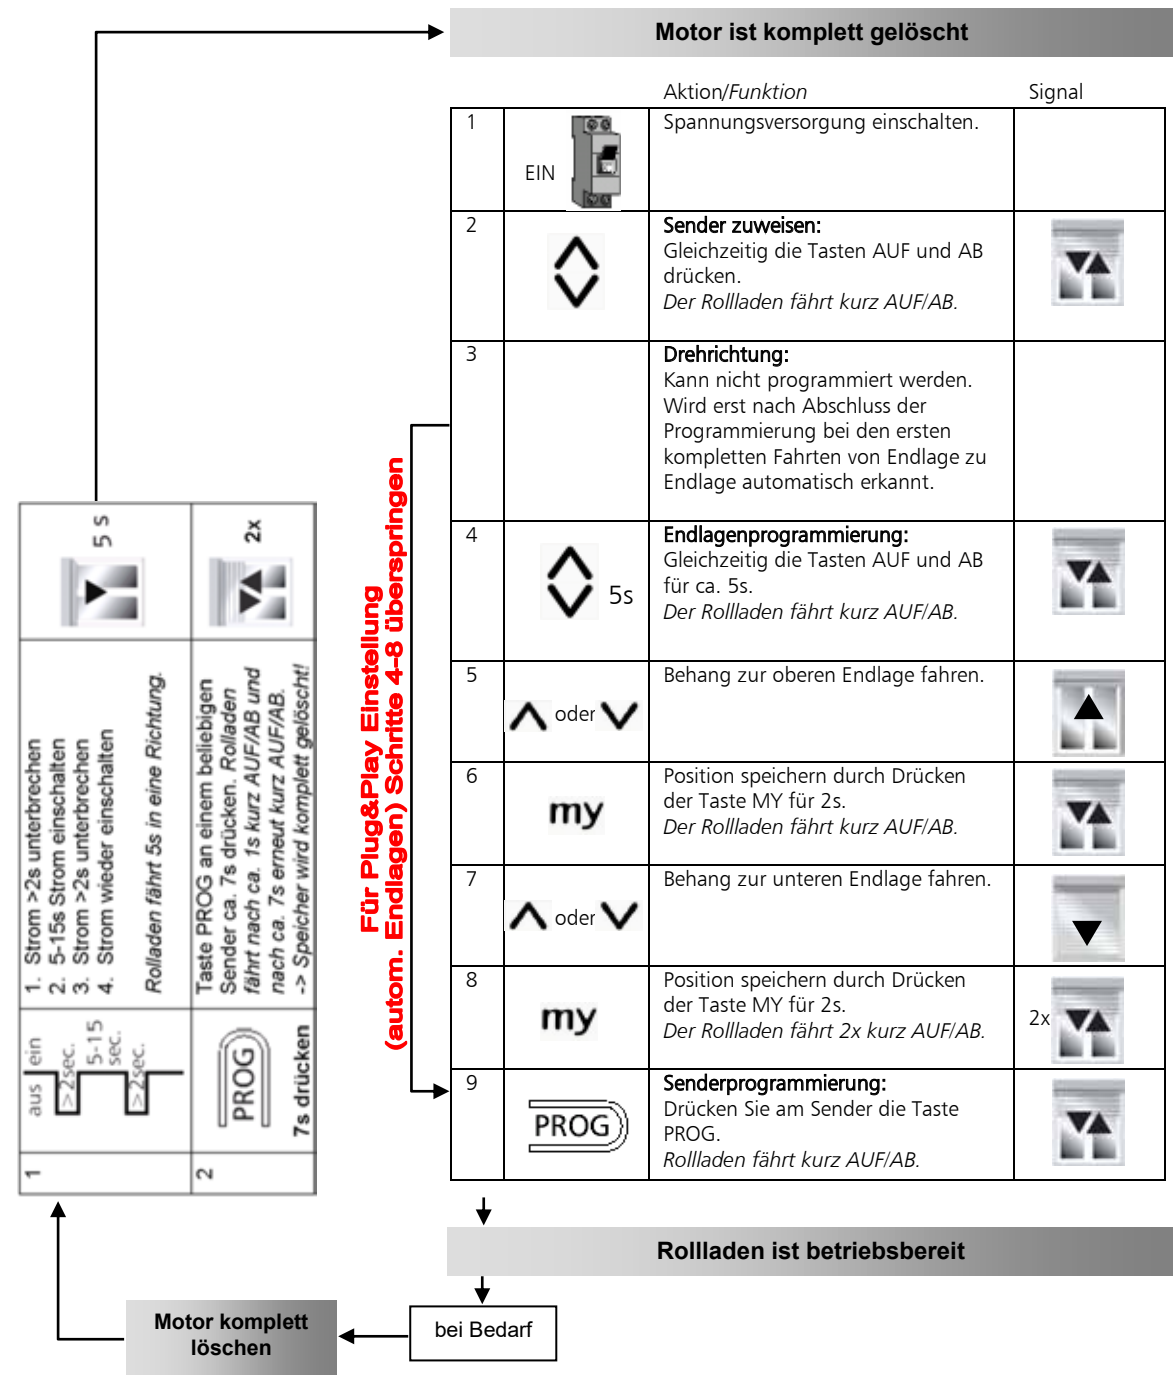 Motor ist komplett gelöscht
Aktion/Funktion Signal
1 EIN Spannungsversorgung einschalten.
2 Sender zuweisen:
Gleichzeitig die Tasten AUF und AB
drücken.
Der Rollladen fährt kurz AUF/AB.
3 Drehrichtung:
Kann nicht programmiert werden.
Wird erst nach Abschluss der
Programmierung bei den ersten
kompletten Fahrten von Endlage zu
Endlage automatisch erkannt.
4 Endlagenprogrammierung:
Gleichzeitig die Tasten AUF und AB
5s für ca. 5s.
Der Rollladen fährt kurz AUF/AB.
5 oder Behang zur oberen Endlage fahren.
6 my Position speichern durch Drücken
der Taste MY für 2s.
Der Rollladen fährt kurz AUF/AB.
7 oder Behang zur unteren Endlage fahren.
8 my Position speichern durch Drücken
der Taste MY für 2s.
Der Rollladen fährt 2x kurz AUF/AB. 2x
9 PROG Senderprogrammierung:
Drücken Sie am Sender die Taste
PROG.
Rollladen fährt kurz AUF/AB.
Für Plug&Play Einstellung
(autom. Endlagen) Schritte 4-8 überspringen
1
aus ein
>2sec.
5-15
sec.
>2sec.
1. Strom >2s unterbrechen
2. 5-15s Strom einschalten
3. Strom >2s unterbrechen
4. Strom wieder einschalten
Rolladen fährt 5s in eine Richtung.
5 s
2
PROG
7s drücken
Taste PROG an einem beliebigen
Sender ca. 7s drücken. Rolladen
fährt nach ca. 1s kurz AUF/AB und
nach ca. 7s erneut kurz AUF/AB.
-> Speicher wird komplett gelöscht!
2x
Rollladen ist betriebsbereit
bei Bedarf
Motor komplett
löschen